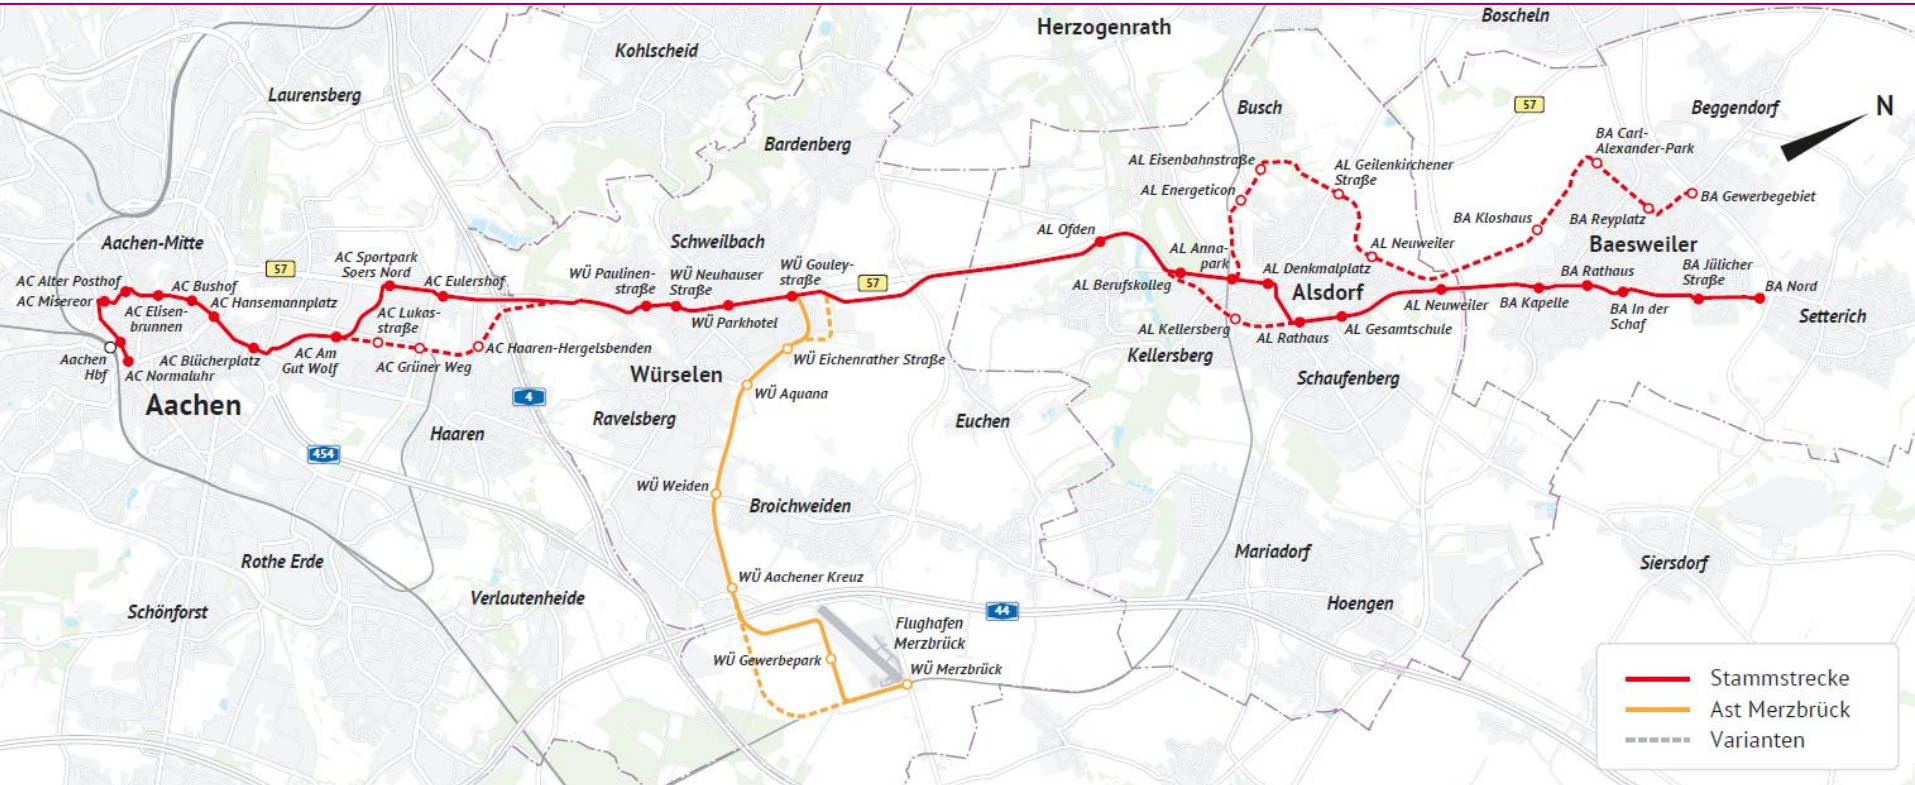 Boscheln
Herzogenrath
Kohlscheid
Laurensberg
57
Busch
Beggendorf
N
BA Carl-
Alexander-Park
Bardenberg
AL Eisenbahnstraße
AL Geilenkirchener
Straße
AL Energeticon
BA Gewerbegebiet
BA Kloshaus
BA Reyplatz
Baesweiler
Aachen-Mitte
Schweilbach
AL Ofden
AL Anna-
park
AL Neuweiler
AC Sportpark
Soers Nord
57
AC Alter Posthof
AC Misereor
AC Bushof
AC Elisen-
brunnen
AC Hansemannplatz
AC Eulershof
WÜ Paulinen-
straße
WÜ Neuhauser
Straße
WÜ Gouley-
straße
57
AL Berufskolleg
AL Denkmalplatz
Alsdorf
AL Neuweiler
BA Rathaus
BA Kapelle
BA In der
Schaf
BA Jülicher
Straße
BA Nord
Setterich
AC Lukas-
straße
WÜ Parkhotel
AL Kellersberg
Kellersberg
AL Rathaus
AL Gesamtschule
Aachen
Hbf
AC Normaluhr
AC Blücherplatz
AC Am
Gut Wolf
AC Grüner Weg
AC Haaren-Hergelsbenden
WÜ Eichenrather Straße
Würselen
Schaufenberg
Aachen
4
WÜ Aquana
Ravelsberg
Euchen
Haaren
454
WÜ Weiden
Broichweiden
Rothe Erde
Mariadorf
Siersdorf
WÜ Aachener Kreuz
Schönforst
Verlautenheide
44
Hoengen
Flughafen
Merzbrück
WÜ Gewerbepark
WÜ Merzbrück
Stammstrecke
Ast Merzbrück
Varianten